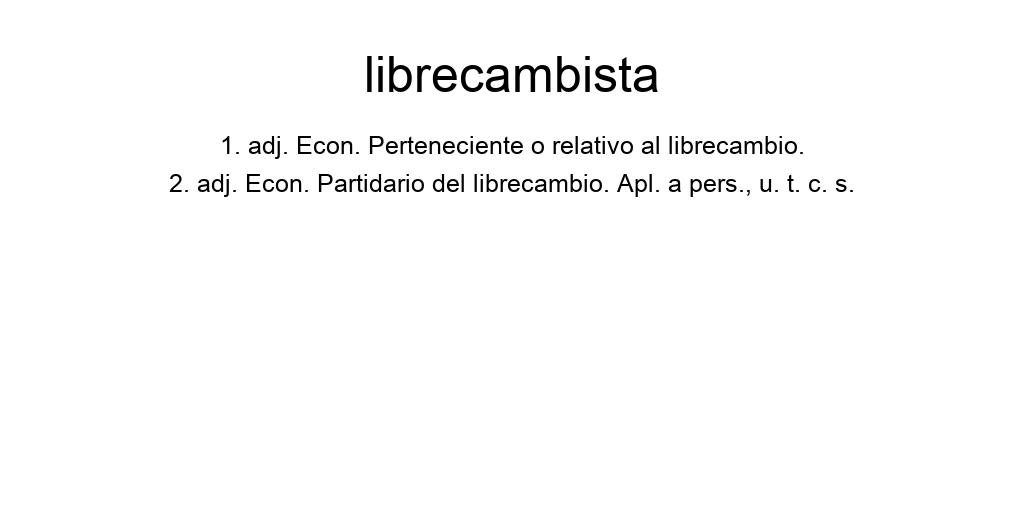 librecambista
1. adj. Econ. Perteneciente o relativo al librecambio.
2. adj. Econ. Partidario del librecambio. Apl. a pers., u. t. c. s.